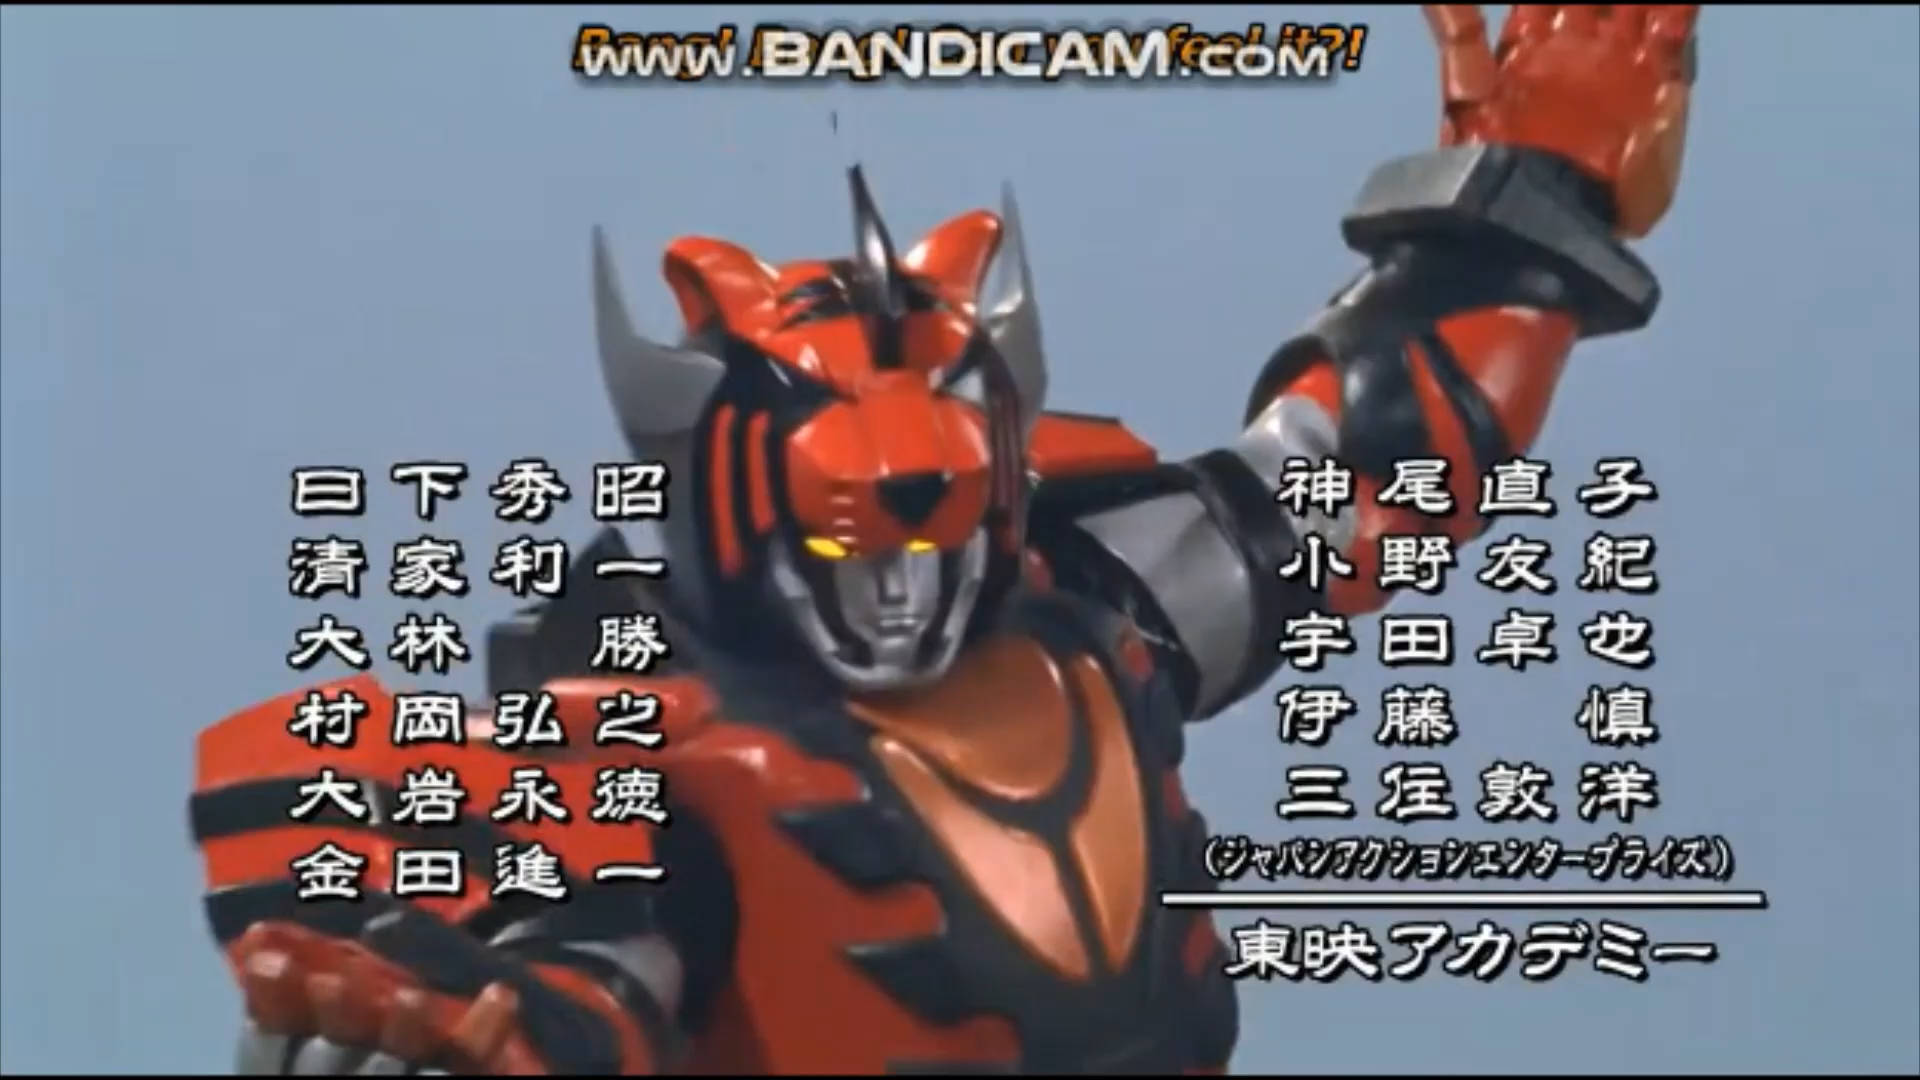 www.BANDICAM.com
feel it?!
日下秀昭
清家利一
大林 勝
村岡弘之
大岩永徳
金田進一
神尾直子
小野友紀
宇田卓也
伊藤 慎
三住敦洋
(ジャパンアクションエンタープライズ)
東映アカデミー